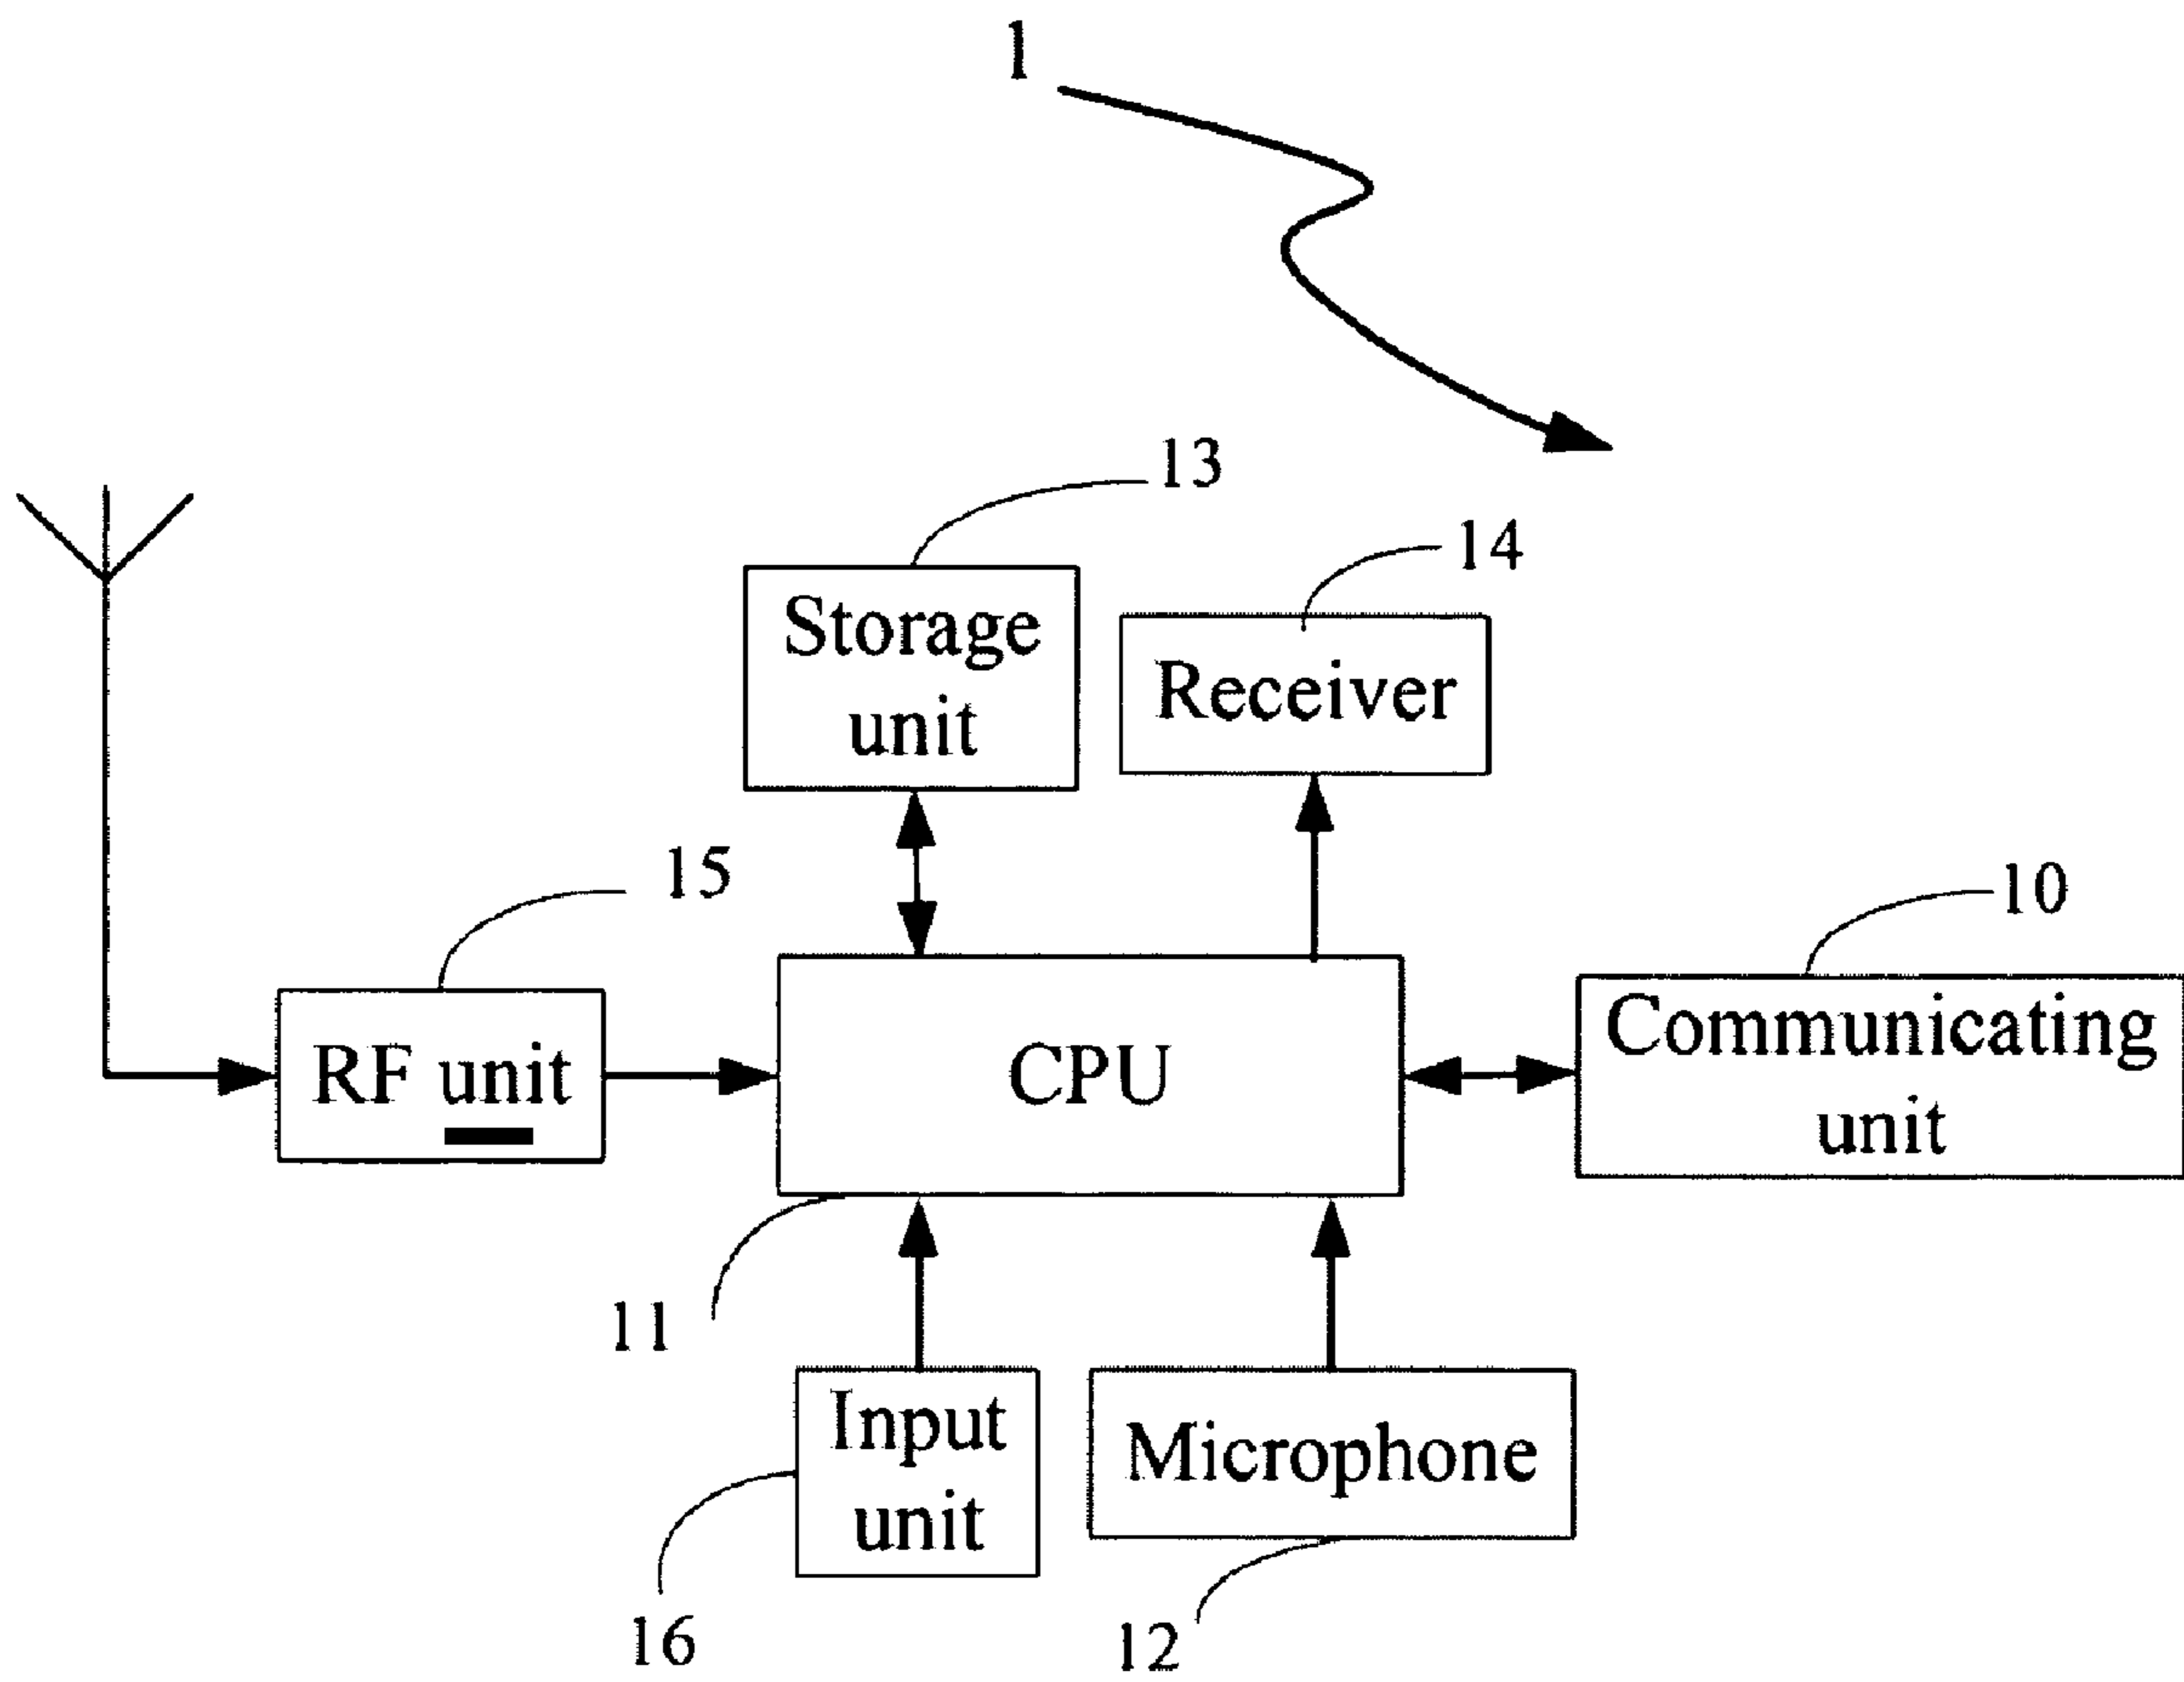 1
13
14
Storage
unit
Receiver
15
10
RF unit
CPU
Communicating
unit
11
Input
unit
Microphone
16
12